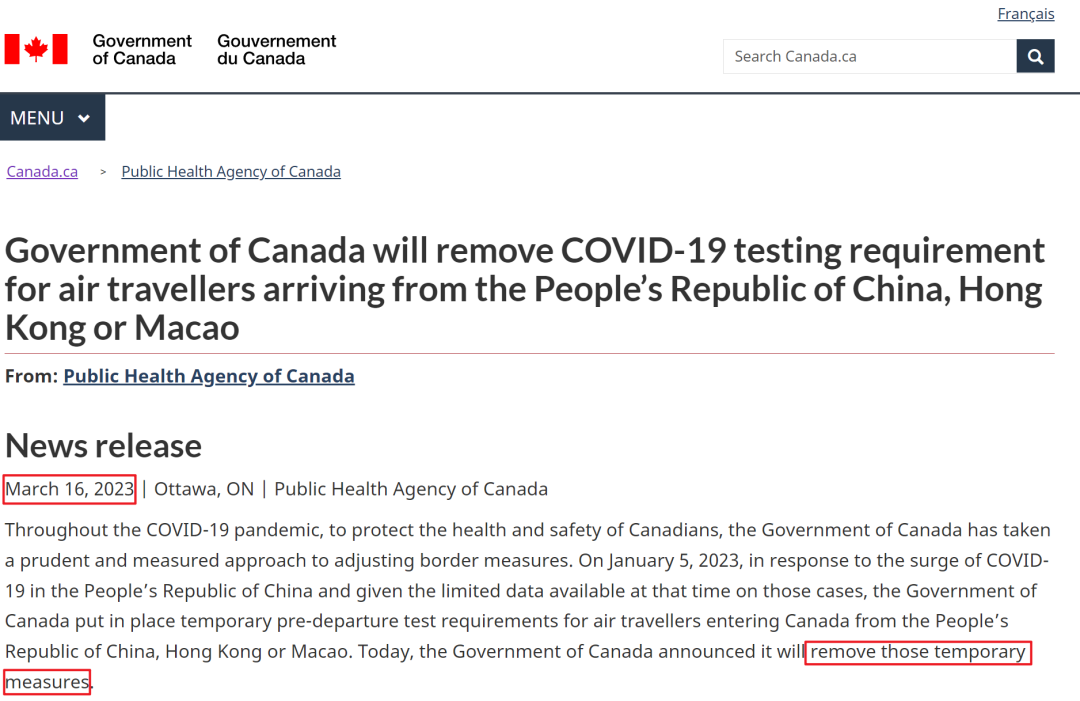 Français
Government
of Canada
Gouvernement
du Canada
Search Canada.ca
MENU
Canada.ca > Public Health Agency of Canada
Government of Canada will remove COVID-19 testing requirement
for air travellers arriving from the People’s Republic of China, Hong
Kong or Macao
From: Public Health Agency of Canada
News release
March 16, 2023 | Ottawa, ON | Public Health Agency of Canada
Throughout the COVID-19 pandemic, to protect the health and safety of Canadians, the Government of Canada has taken
a prudent and measured approach to adjusting border measures. On January 5, 2023, in response to the surge of COVID-
19 in the People’s Republic of China and given the limited data available at that time on those cases, the Government of
Canada put in place temporary pre-departure test requirements for air travellers entering Canada from the People’s
Republic of China, Hong Kong or Macao. Today, the Government of Canada announced it will remove those temporary
measures.